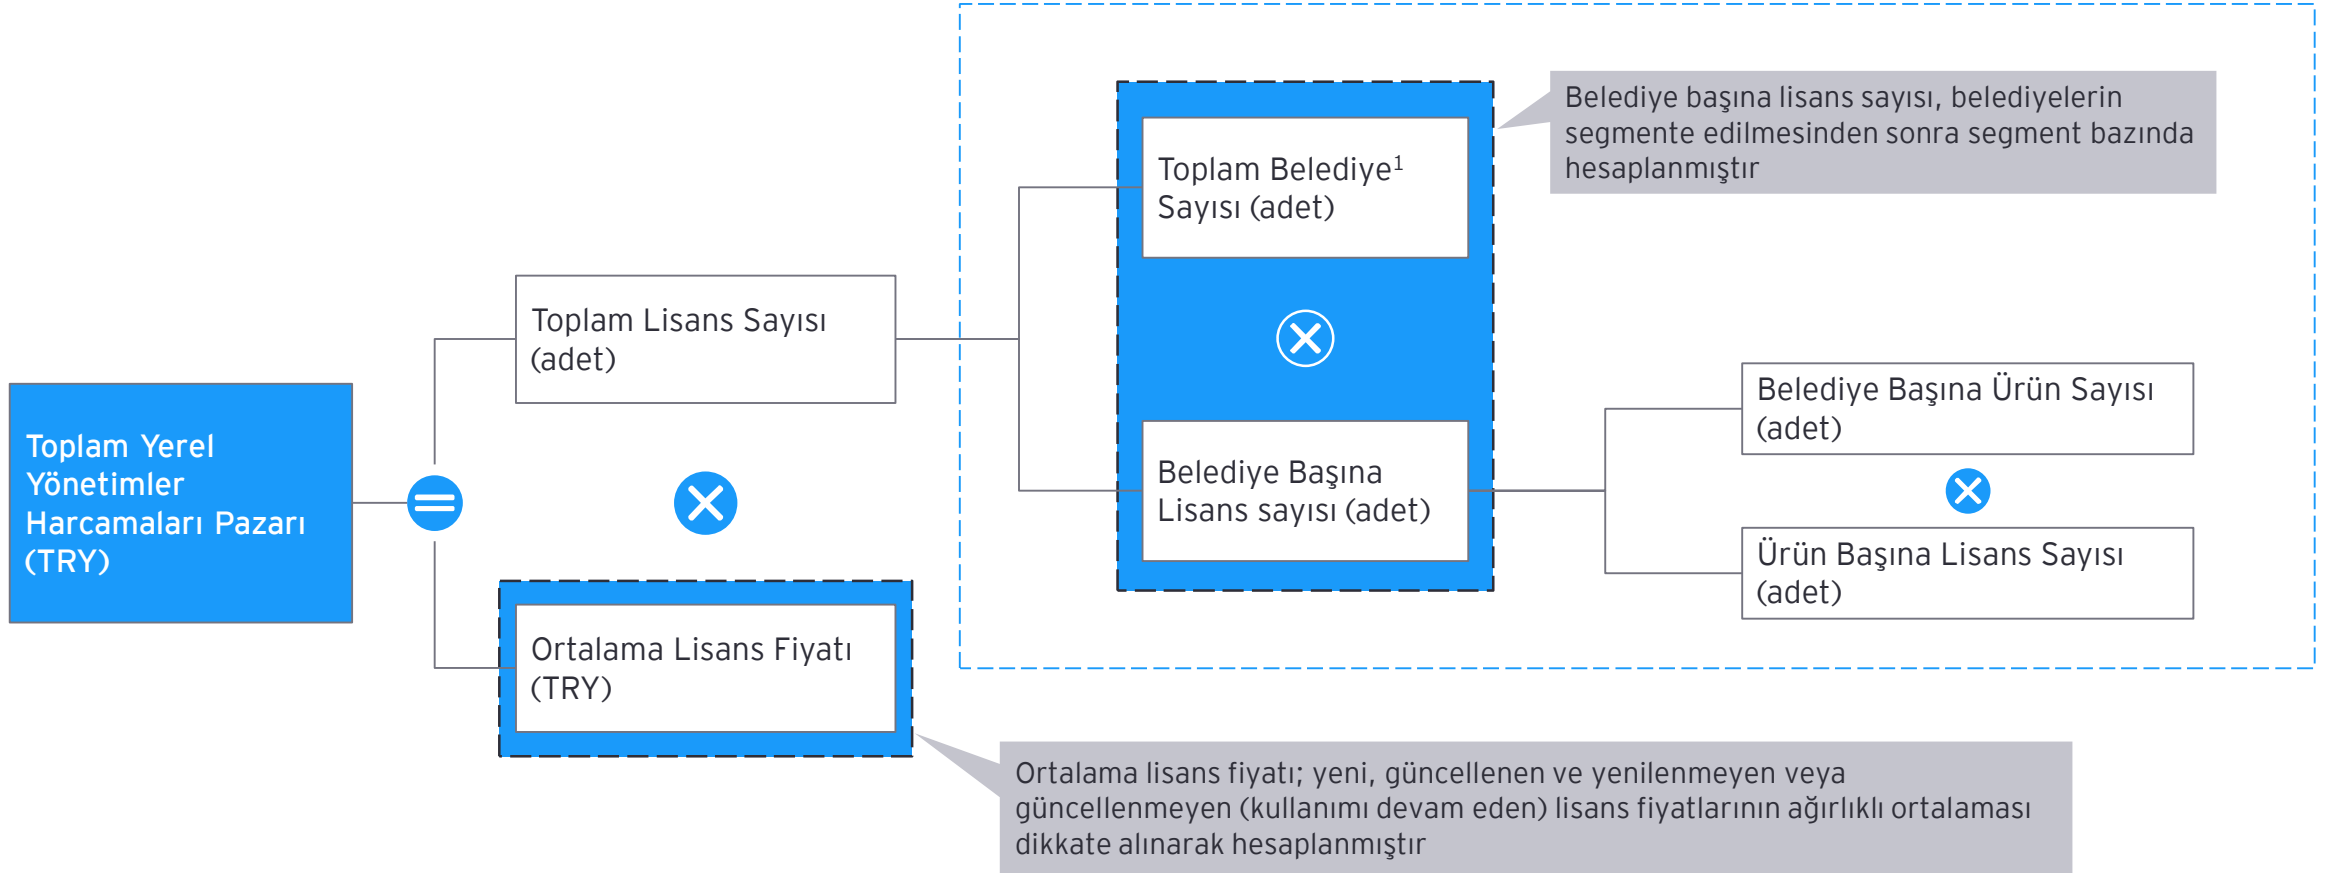 Toplam Yerel
Yönetimler
Harcamaları Pazarı
(TRY)
Toplam Lisans Sayısı
(adet)
Ortalama Lisans Fiyatı
(TRY)
Toplam Belediye¹
Sayısı (adet)
Belediye Başına
Lisans sayısı (adet)
Belediye başına lisans sayısı, belediyelerin
segmente edilmesinden sonra segment bazında
hesaplanmıştır
Belediye Başına Ürün Sayısı
(adet)
Ürün Başına Lisans Sayısı
(adet)
Ortalama lisans fiyatı; yeni, güncellenen ve yenilenmeyen veya
güncellenmeyen (kullanımı devam eden) lisans fiyatlarının ağırlıklı ortalaması
dikkate alınarak hesaplanmıştır